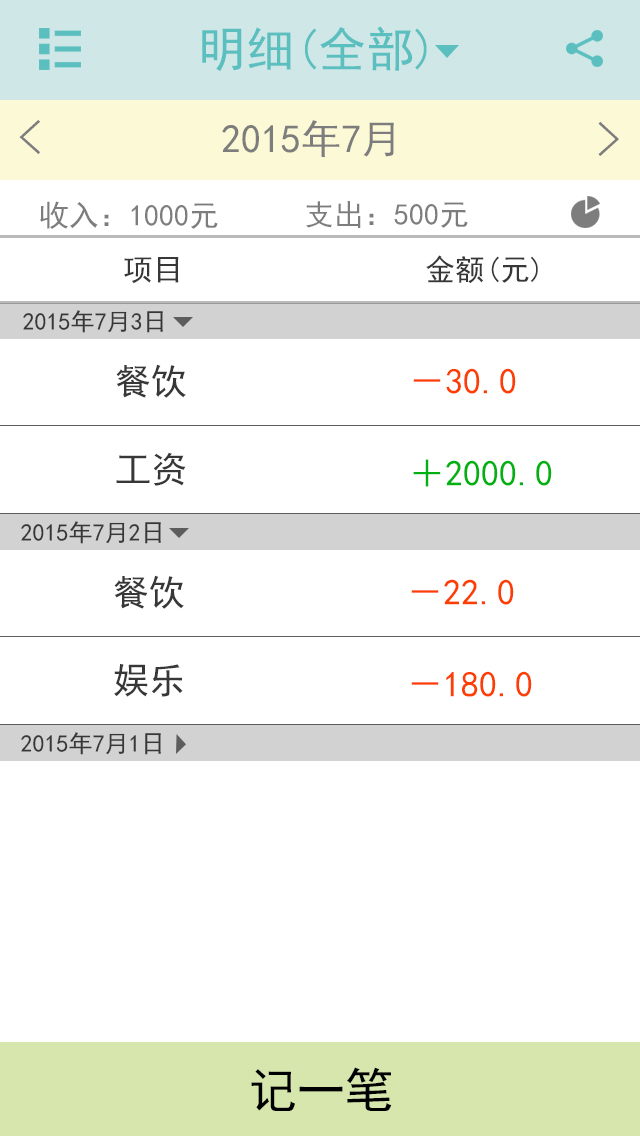 明细(全部)
2015年7月
收入：1000元 支出：500元
项目 金额(元)
2015年7月3日
餐饮 －30.0
工资 ＋2000.0
2015年7月2日
餐饮 －22.0
娱乐 －180.0
2015年7月1日
记一笔